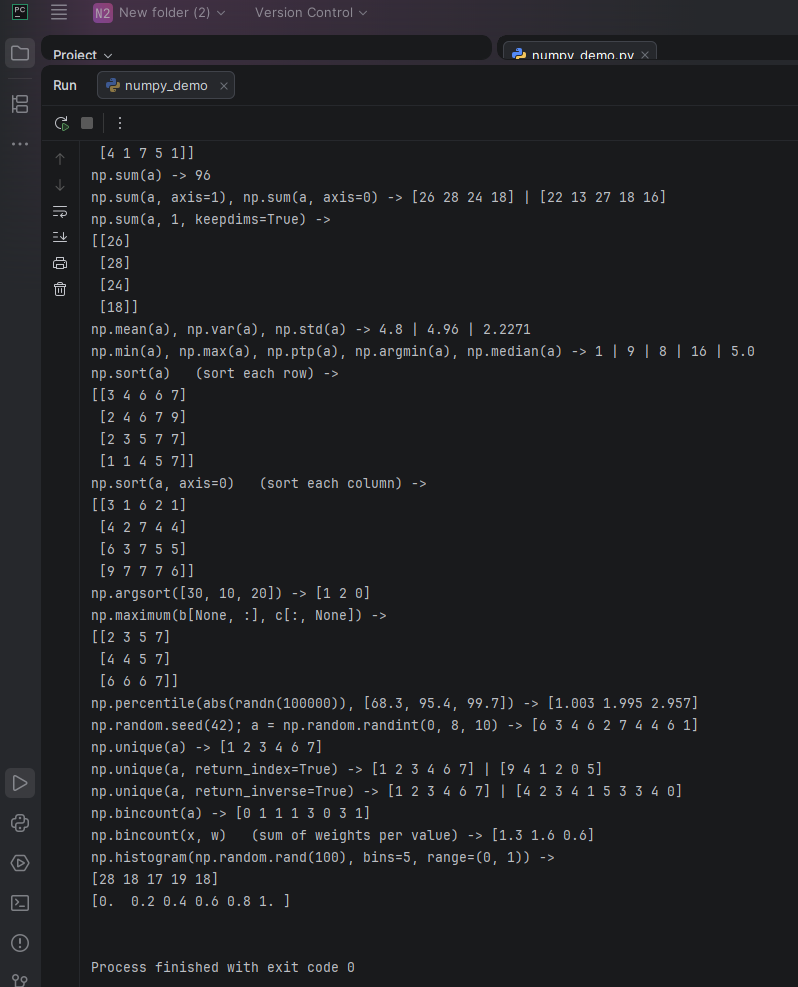 PC
N2 New folder (2) Version Control
Project
numpy_demo.py
Run numpy_demo
 [4 1 7 5 1]]
np.sum(a) -> 96
np.sum(a, axis=1), np.sum(a, axis=0) -> [26 28 24 18] | [22 13 27 18 16]
np.sum(a, 1, keepdims=True) ->
[[26]
 [28]
 [24]
 [18]]
np.mean(a), np.var(a), np.std(a) -> 4.8 | 4.96 | 2.2271
np.min(a), np.max(a), np.ptp(a), np.argmin(a), np.median(a) -> 1 | 9 | 8 | 16 | 5.0
np.sort(a)   (sort each row) ->
[[3 4 6 6 7]
 [2 4 6 7 9]
 [2 3 5 7 7]
 [1 1 4 5 7]]
np.sort(a, axis=0)   (sort each column) ->
[[3 1 6 2 1]
 [4 2 7 4 4]
 [6 3 7 5 5]
 [9 7 7 7 6]]
np.argsort([30, 10, 20]) -> [1 2 0]
np.maximum(b[None, :], c[:, None]) ->
[[2 3 5 7]
 [4 4 5 7]
 [6 6 6 7]]
np.percentile(abs(randn(100000)), [68.3, 95.4, 99.7]) -> [1.003 1.995 2.957]
np.random.seed(42); a = np.random.randint(0, 8, 10) -> [6 3 4 6 2 7 4 4 6 1]
np.unique(a) -> [1 2 3 4 6 7]
np.unique(a, return_index=True) -> [1 2 3 4 6 7] | [9 4 1 2 0 5]
np.unique(a, return_inverse=True) -> [1 2 3 4 6 7] | [4 2 3 4 1 5 3 3 4 0]
np.bincount(a) -> [0 1 1 1 3 0 3 1]
np.bincount(x, w)   (sum of weights per value) -> [1.3 1.6 0.6]
np.histogram(np.random.rand(100), bins=5, range=(0, 1)) ->
[28 18 17 19 18]
[0.  0.2 0.4 0.6 0.8 1. ]
Process finished with exit code 0